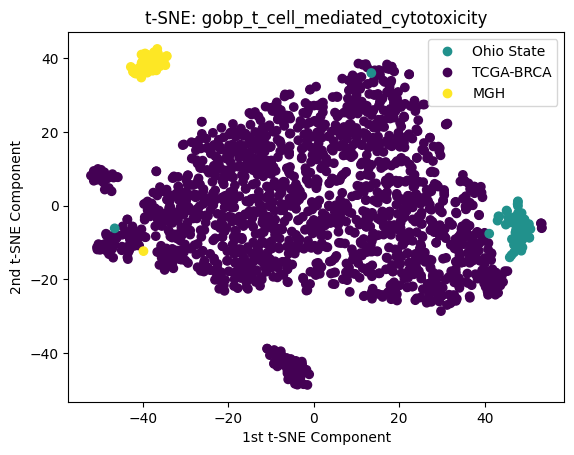 t-SNE: gobp_t_cell_mediated_cytotoxicity
Ohio State
TCGA-BRCA
MGH
40
20
0
−20
−40
2nd t-SNE Component
−40
−20
0
20
40
1st t-SNE Component